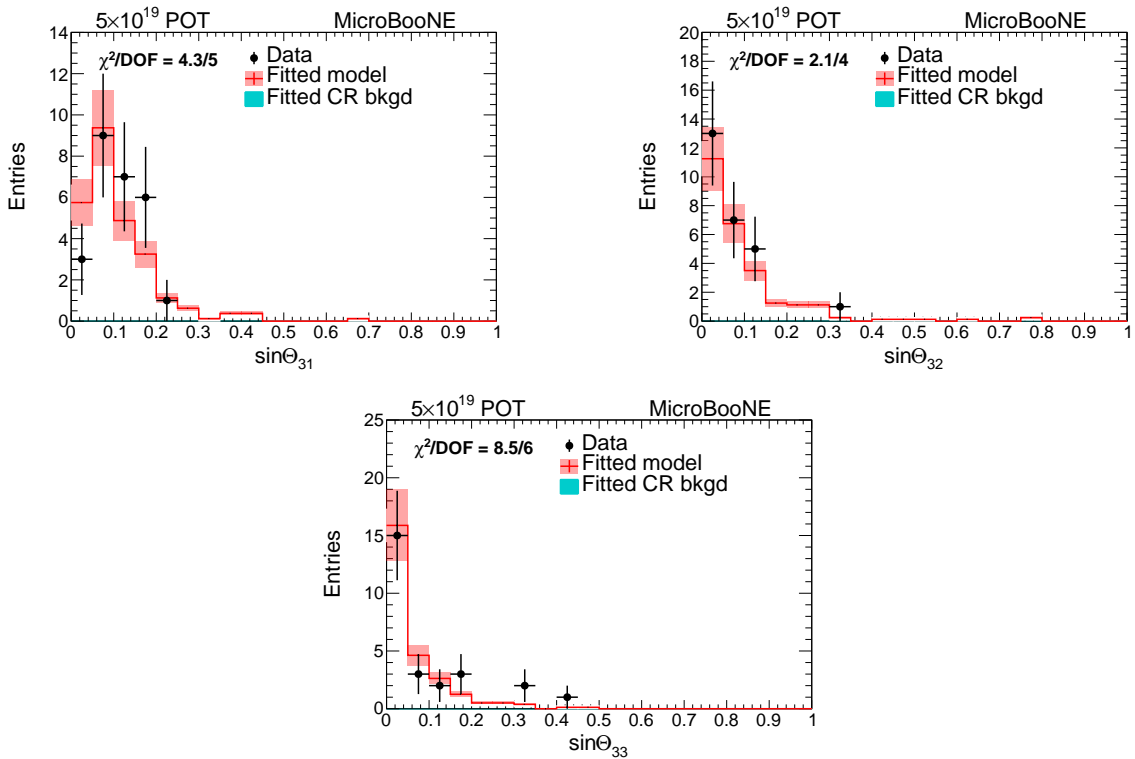 5×10¹⁹ POT MicroBooNE
χ²/DOF = 4.3/5
Data
Fitted model
Fitted CR bkgd
Entries
14
12
10
8
6
4
2
0
0 0.1 0.2 0.3 0.4 0.5 0.6 0.7 0.8 0.9 1
sinΘ₃₁
5×10¹⁹ POT MicroBooNE
χ²/DOF = 2.1/4
Data
Fitted model
Fitted CR bkgd
Entries
20
18
16
14
12
10
8
6
4
2
0
0 0.1 0.2 0.3 0.4 0.5 0.6 0.7 0.8 0.9 1
sinΘ₃₂
5×10¹⁹ POT MicroBooNE
χ²/DOF = 8.5/6
Data
Fitted model
Fitted CR bkgd
Entries
25
20
15
10
5
0
0 0.1 0.2 0.3 0.4 0.5 0.6 0.7 0.8 0.9 1
sinΘ₃₃